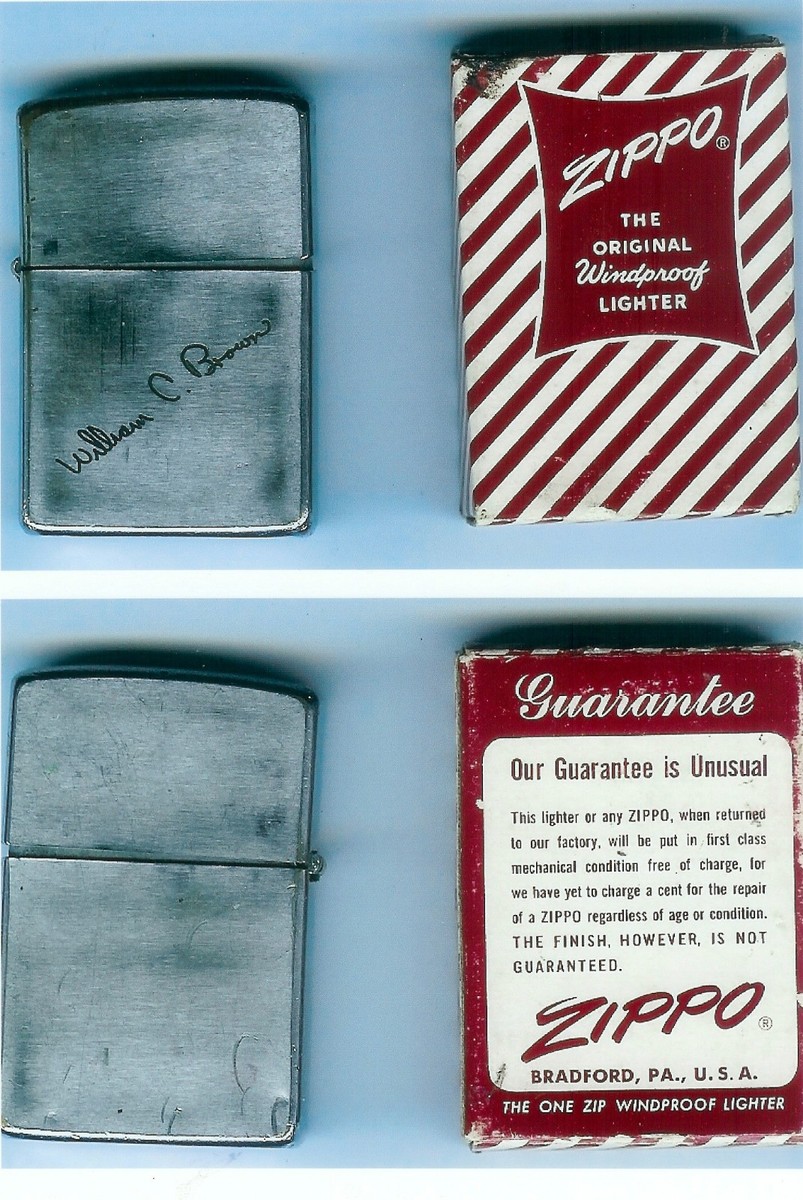 William C. Brown
ZIPPO®
THE
ORIGINAL
Windproof
LIGHTER
Guarantee
Our Guarantee is Unusual
This lighter or any ZIPPO, when returned
to our factory, will be put in first class
mechanical condition free of charge, for
we have yet to charge a cent for the repair
of a ZIPPO regardless of age or condition.
THE FINISH, HOWEVER, IS NOT
GUARANTEED.
ZIPPO®
BRADFORD, PA., U. S. A.
THE ONE ZIP WINDPROOF LIGHTER